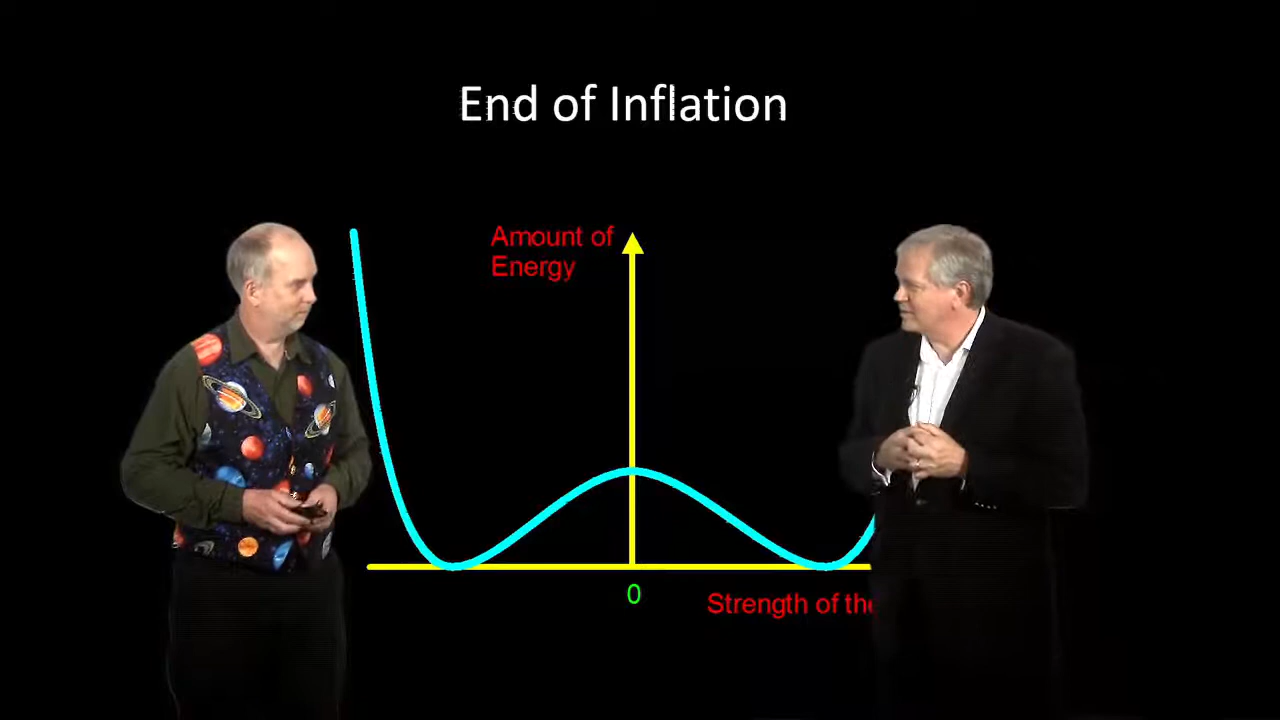 End of Inflation
Amount of
Energy
0
Strength of the